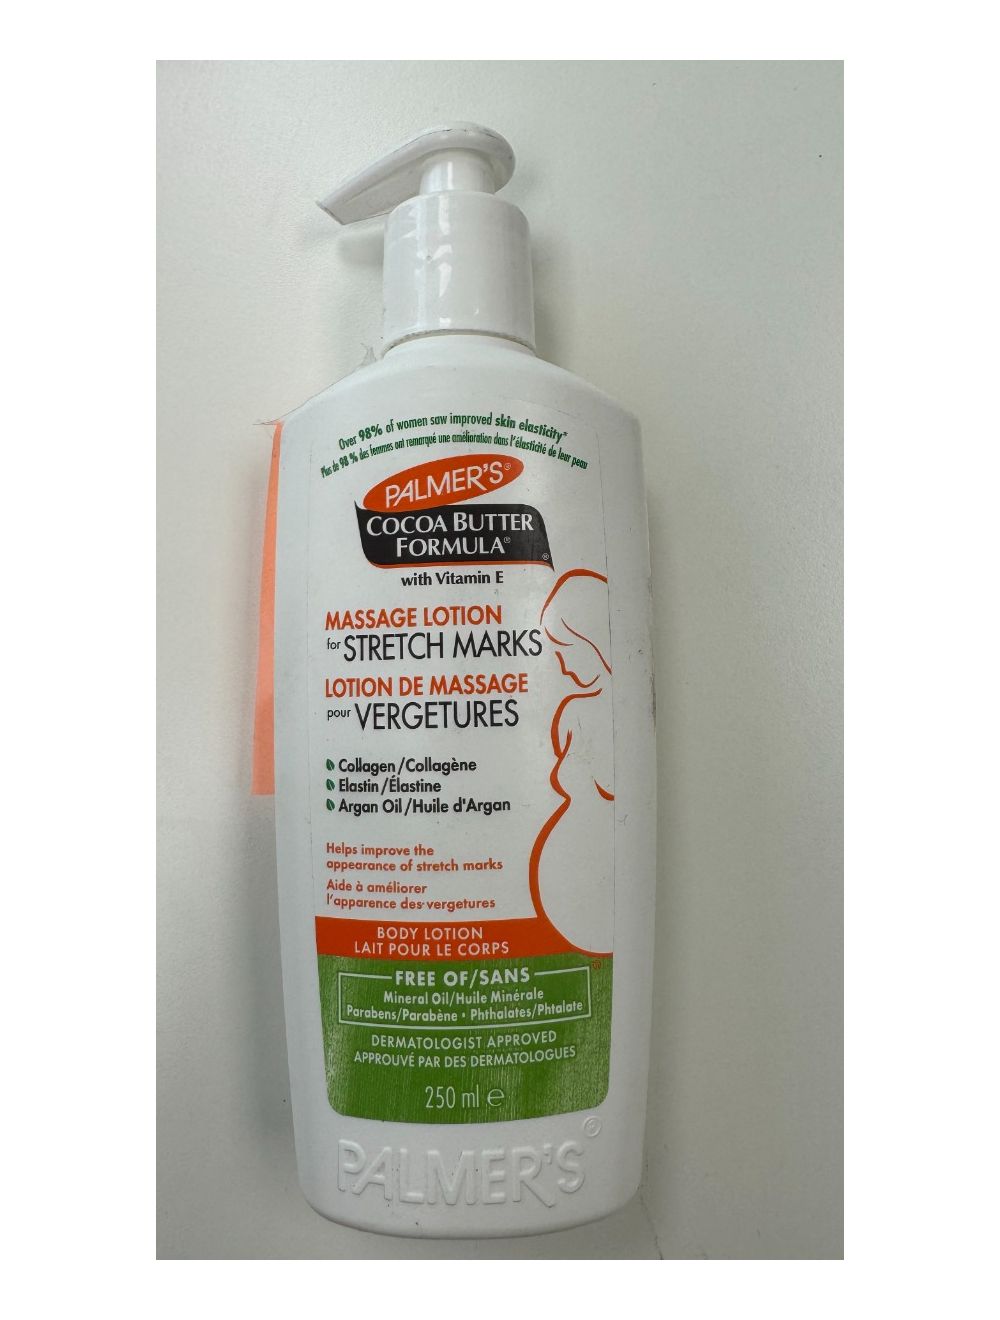 Over 98% of women saw improved skin elasticity*
Plus de 98 % des femmes ont remarqué une amélioration dans l'élasticité de leur peau
PALMER'S®
COCOA BUTTER
FORMULA®
®
with Vitamin E
MASSAGE LOTION
for STRETCH MARKS
LOTION DE MASSAGE
pour VERGETURES
Collagen/Collagène
Elastin/Élastine
Argan Oil/Huile d'Argan
Helps improve the
appearance of stretch marks
Aide à améliorer
l'apparence des vergetures
BODY LOTION
LAIT POUR LE CORPS
FREE OF/SANS
Mineral Oil/Huile Minérale
Parabens/Parabène • Phthalates/Phtalate
DERMATOLOGIST APPROVED
APPROUVÉ PAR DES DERMATOLOGUES
250 ml ℮
PALMER'S®